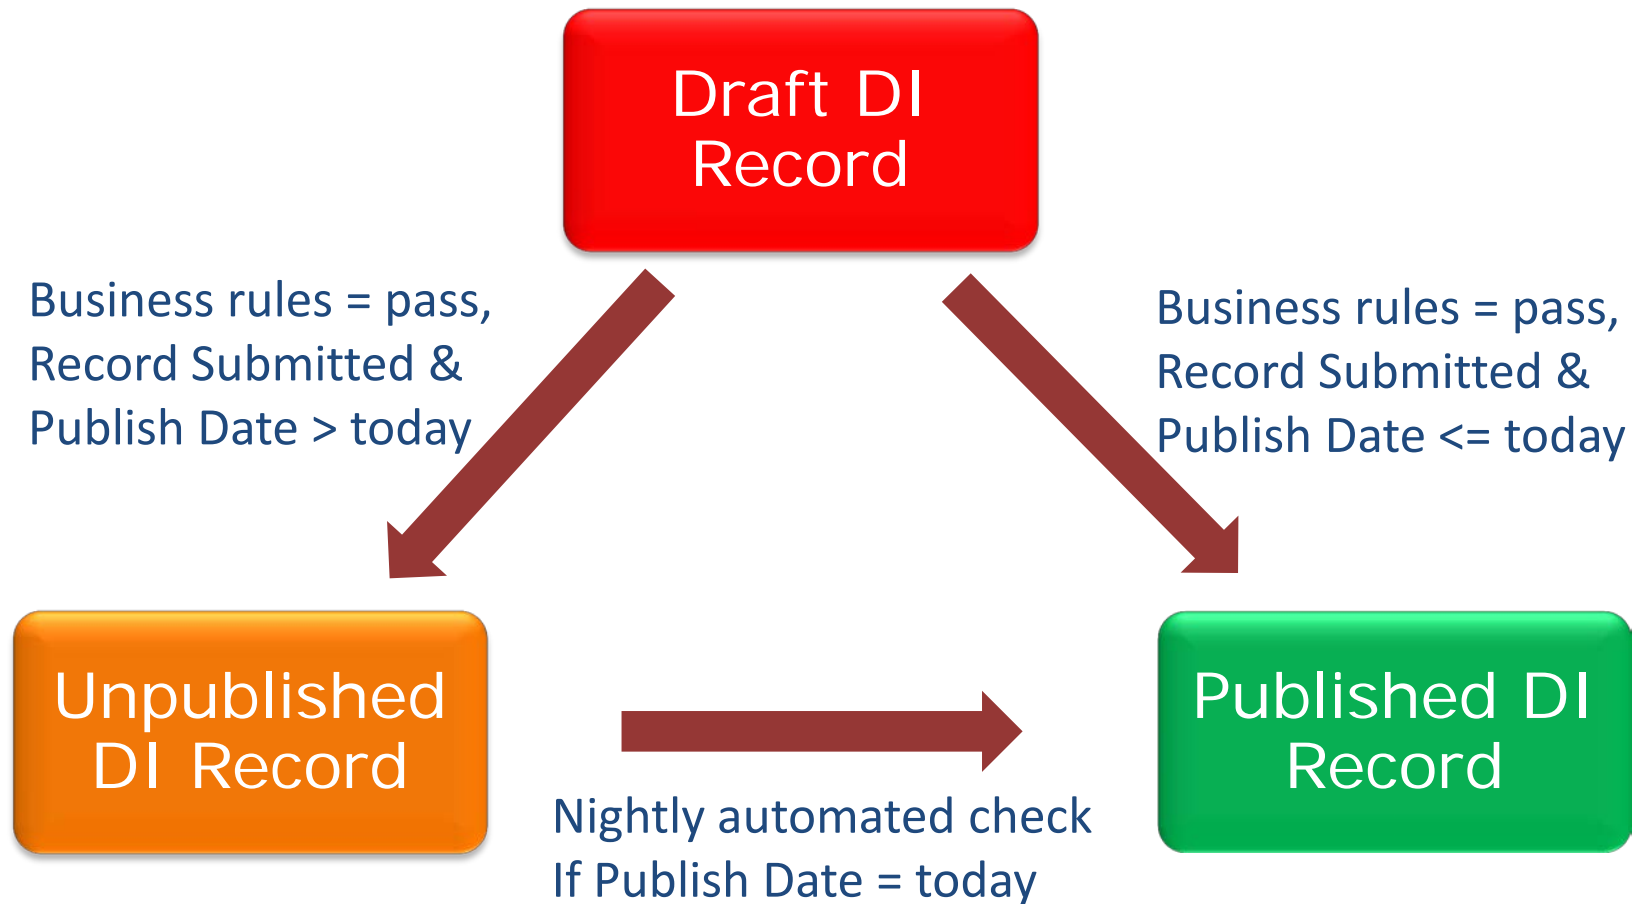 Draft DI
Record
Business rules = pass,
Record Submitted &
Publish Date > today
Business rules = pass,
Record Submitted &
Publish Date <= today
Unpublished
DI Record
Published DI
Record
Nightly automated check
If Publish Date = today